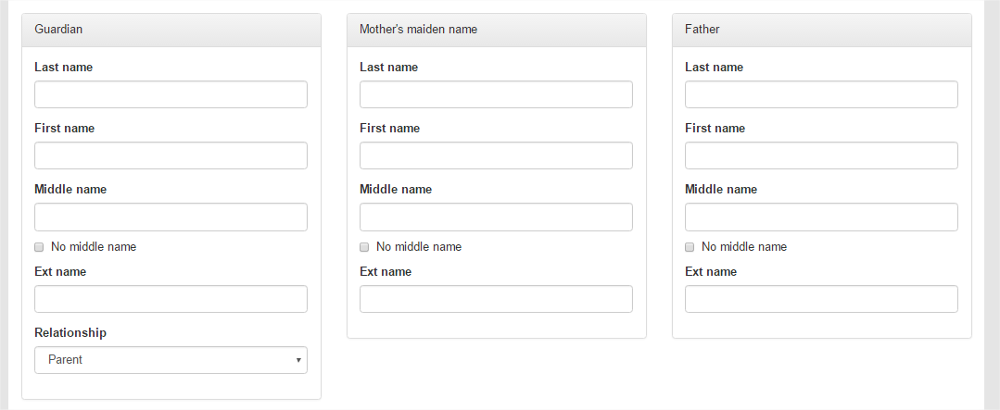 Guardian
Last name
First name
Middle name
No middle name
Ext name
Relationship
Parent
Mother's maiden name
Last name
First name
Middle name
No middle name
Ext name
Father
Last name
First name
Middle name
No middle name
Ext name